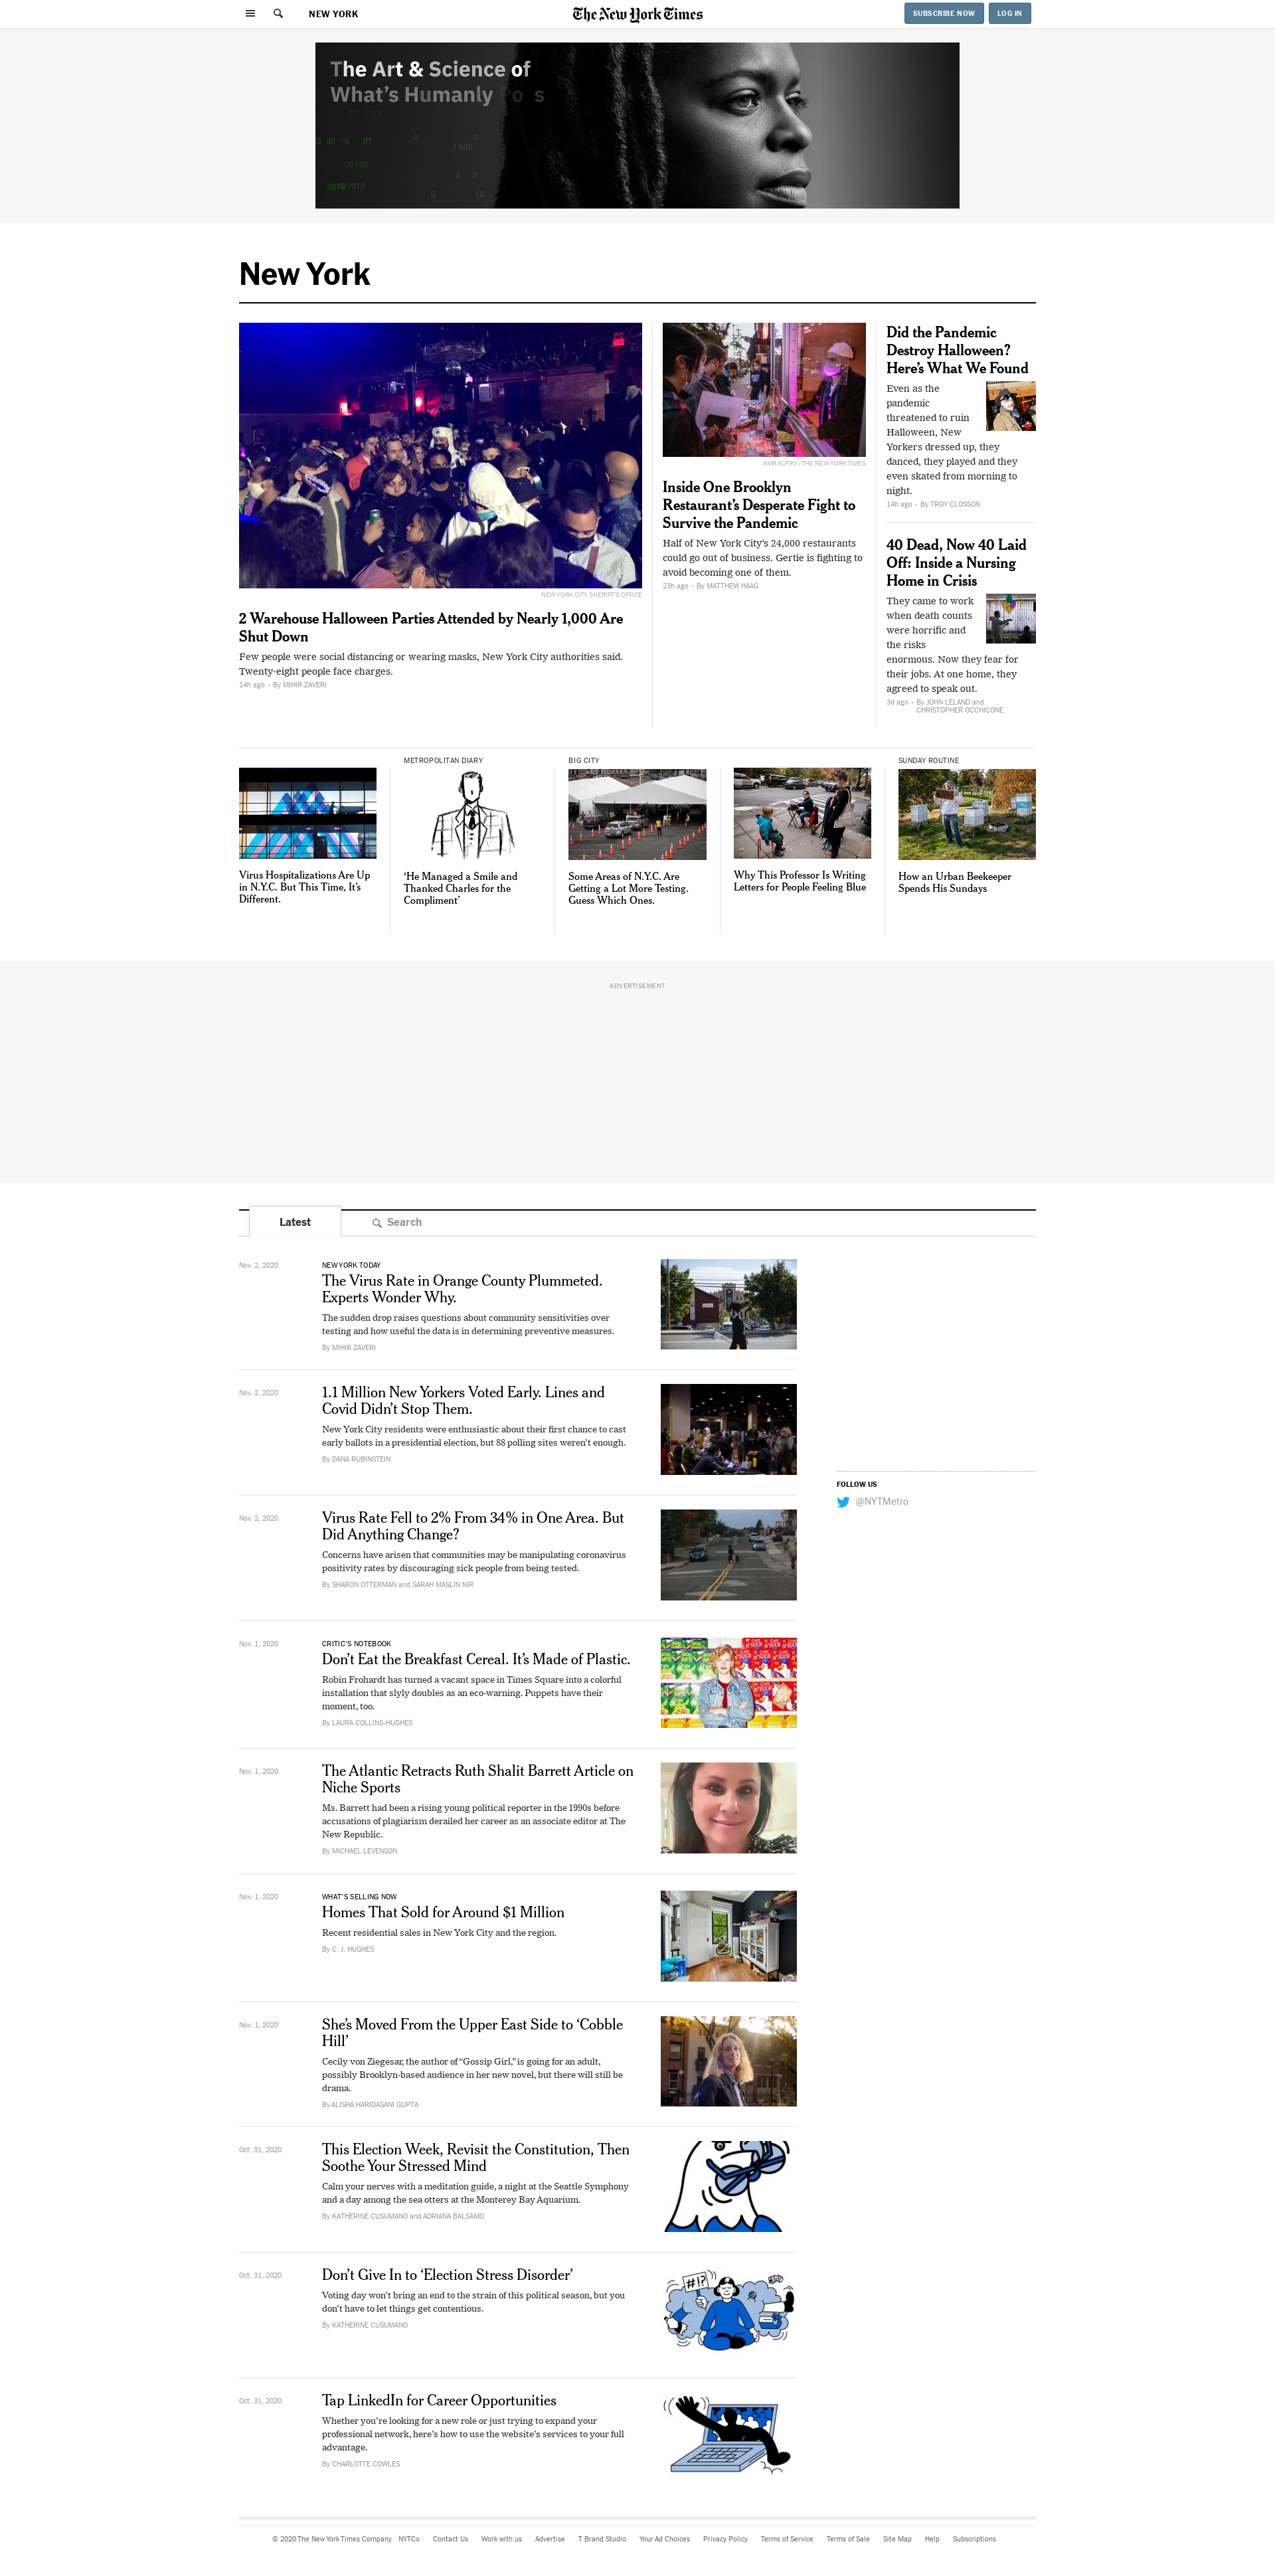 NEW YORK
The New York Times
SUBSCRIBE NOW
LOG IN
The Art & Science of
What's Humanly Po s
New York
NEW YORK CITY SHERIFF'S OFFICE
2 Warehouse Halloween Parties Attended by Nearly 1,000 Are
Shut Down
Few people were social distancing or wearing masks, New York City authorities said.
Twenty-eight people face charges.
14h ago • By MIHIR ZAVERI
AMR ALFIKY/THE NEW YORK TIMES
Inside One Brooklyn
Restaurant's Desperate Fight to
Survive the Pandemic
Half of New York City's 24,000 restaurants
could go out of business. Gertie is fighting to
avoid becoming one of them.
23h ago • By MATTHEW HAAG
Did the Pandemic
Destroy Halloween?
Here's What We Found
Even as the
pandemic
threatened to ruin
Halloween, New
Yorkers dressed up, they
danced, they played and they
even skated from morning to
night.
14h ago • By TROY CLOSSON
40 Dead, Now 40 Laid
Off: Inside a Nursing
Home in Crisis
They came to work
when death counts
were horrific and
the risks
enormous. Now they fear for
their jobs. At one home, they
agreed to speak out.
3d ago • By JOHN LELAND and
CHRISTOPHER OCCHICONE
Virus Hospitalizations Are Up
in N.Y.C. But This Time, It's
Different.
METROPOLITAN DIARY
‘He Managed a Smile and
Thanked Charles for the
Compliment’
BIG CITY
Some Areas of N.Y.C. Are
Getting a Lot More Testing.
Guess Which Ones.
Why This Professor Is Writing
Letters for People Feeling Blue
SUNDAY ROUTINE
How an Urban Beekeeper
Spends His Sundays
ADVERTISEMENT
Latest
Search
Nov. 2, 2020
NEW YORK TODAY
The Virus Rate in Orange County Plummeted.
Experts Wonder Why.
The sudden drop raises questions about community sensitivities over
testing and how useful the data is in determining preventive measures.
By MIHIR ZAVERI
Nov. 2, 2020
1.1 Million New Yorkers Voted Early. Lines and
Covid Didn't Stop Them.
New York City residents were enthusiastic about their first chance to cast
early ballots in a presidential election, but 88 polling sites weren't enough.
By DANA RUBINSTEIN
FOLLOW US
@NYTMetro
Nov. 2, 2020
Virus Rate Fell to 2% From 34% in One Area. But
Did Anything Change?
Concerns have arisen that communities may be manipulating coronavirus
positivity rates by discouraging sick people from being tested.
By SHARON OTTERMAN and SARAH MASLIN NIR
Nov. 1, 2020
CRITIC'S NOTEBOOK
Don't Eat the Breakfast Cereal. It's Made of Plastic.
Robin Frohardt has turned a vacant space in Times Square into a colorful
installation that slyly doubles as an eco-warning. Puppets have their
moment, too.
By LAURA COLLINS-HUGHES
Nov. 1, 2020
The Atlantic Retracts Ruth Shalit Barrett Article on
Niche Sports
Ms. Barrett had been a rising young political reporter in the 1990s before
accusations of plagiarism derailed her career as an associate editor at The
New Republic.
By MICHAEL LEVENSON
Nov. 1, 2020
WHAT'S SELLING NOW
Homes That Sold for Around $1 Million
Recent residential sales in New York City and the region.
By C. J. HUGHES
Nov. 1, 2020
She's Moved From the Upper East Side to ‘Cobble
Hill’
Cecily von Ziegesar, the author of “Gossip Girl,” is going for an adult,
possibly Brooklyn-based audience in her new novel, but there will still be
drama.
By ALISHA HARIDASANI GUPTA
Oct. 31, 2020
This Election Week, Revisit the Constitution, Then
Soothe Your Stressed Mind
Calm your nerves with a meditation guide, a night at the Seattle Symphony
and a day among the sea otters at the Monterey Bay Aquarium.
By KATHERINE CUSUMANO and ADRIANA BALSAMO
Oct. 31, 2020
Don't Give In to ‘Election Stress Disorder’
Voting day won't bring an end to the strain of this political season, but you
don't have to let things get contentious.
By KATHERINE CUSUMANO
#!?
Oct. 31, 2020
Tap LinkedIn for Career Opportunities
Whether you're looking for a new role or just trying to expand your
professional network, here's how to use the website's services to your full
advantage.
By CHARLOTTE COWLES
© 2020 The New York Times Company NYTCo Contact Us Work with us Advertise T Brand Studio Your Ad Choices Privacy Policy Terms of Service Terms of Sale Site Map Help Subscriptions